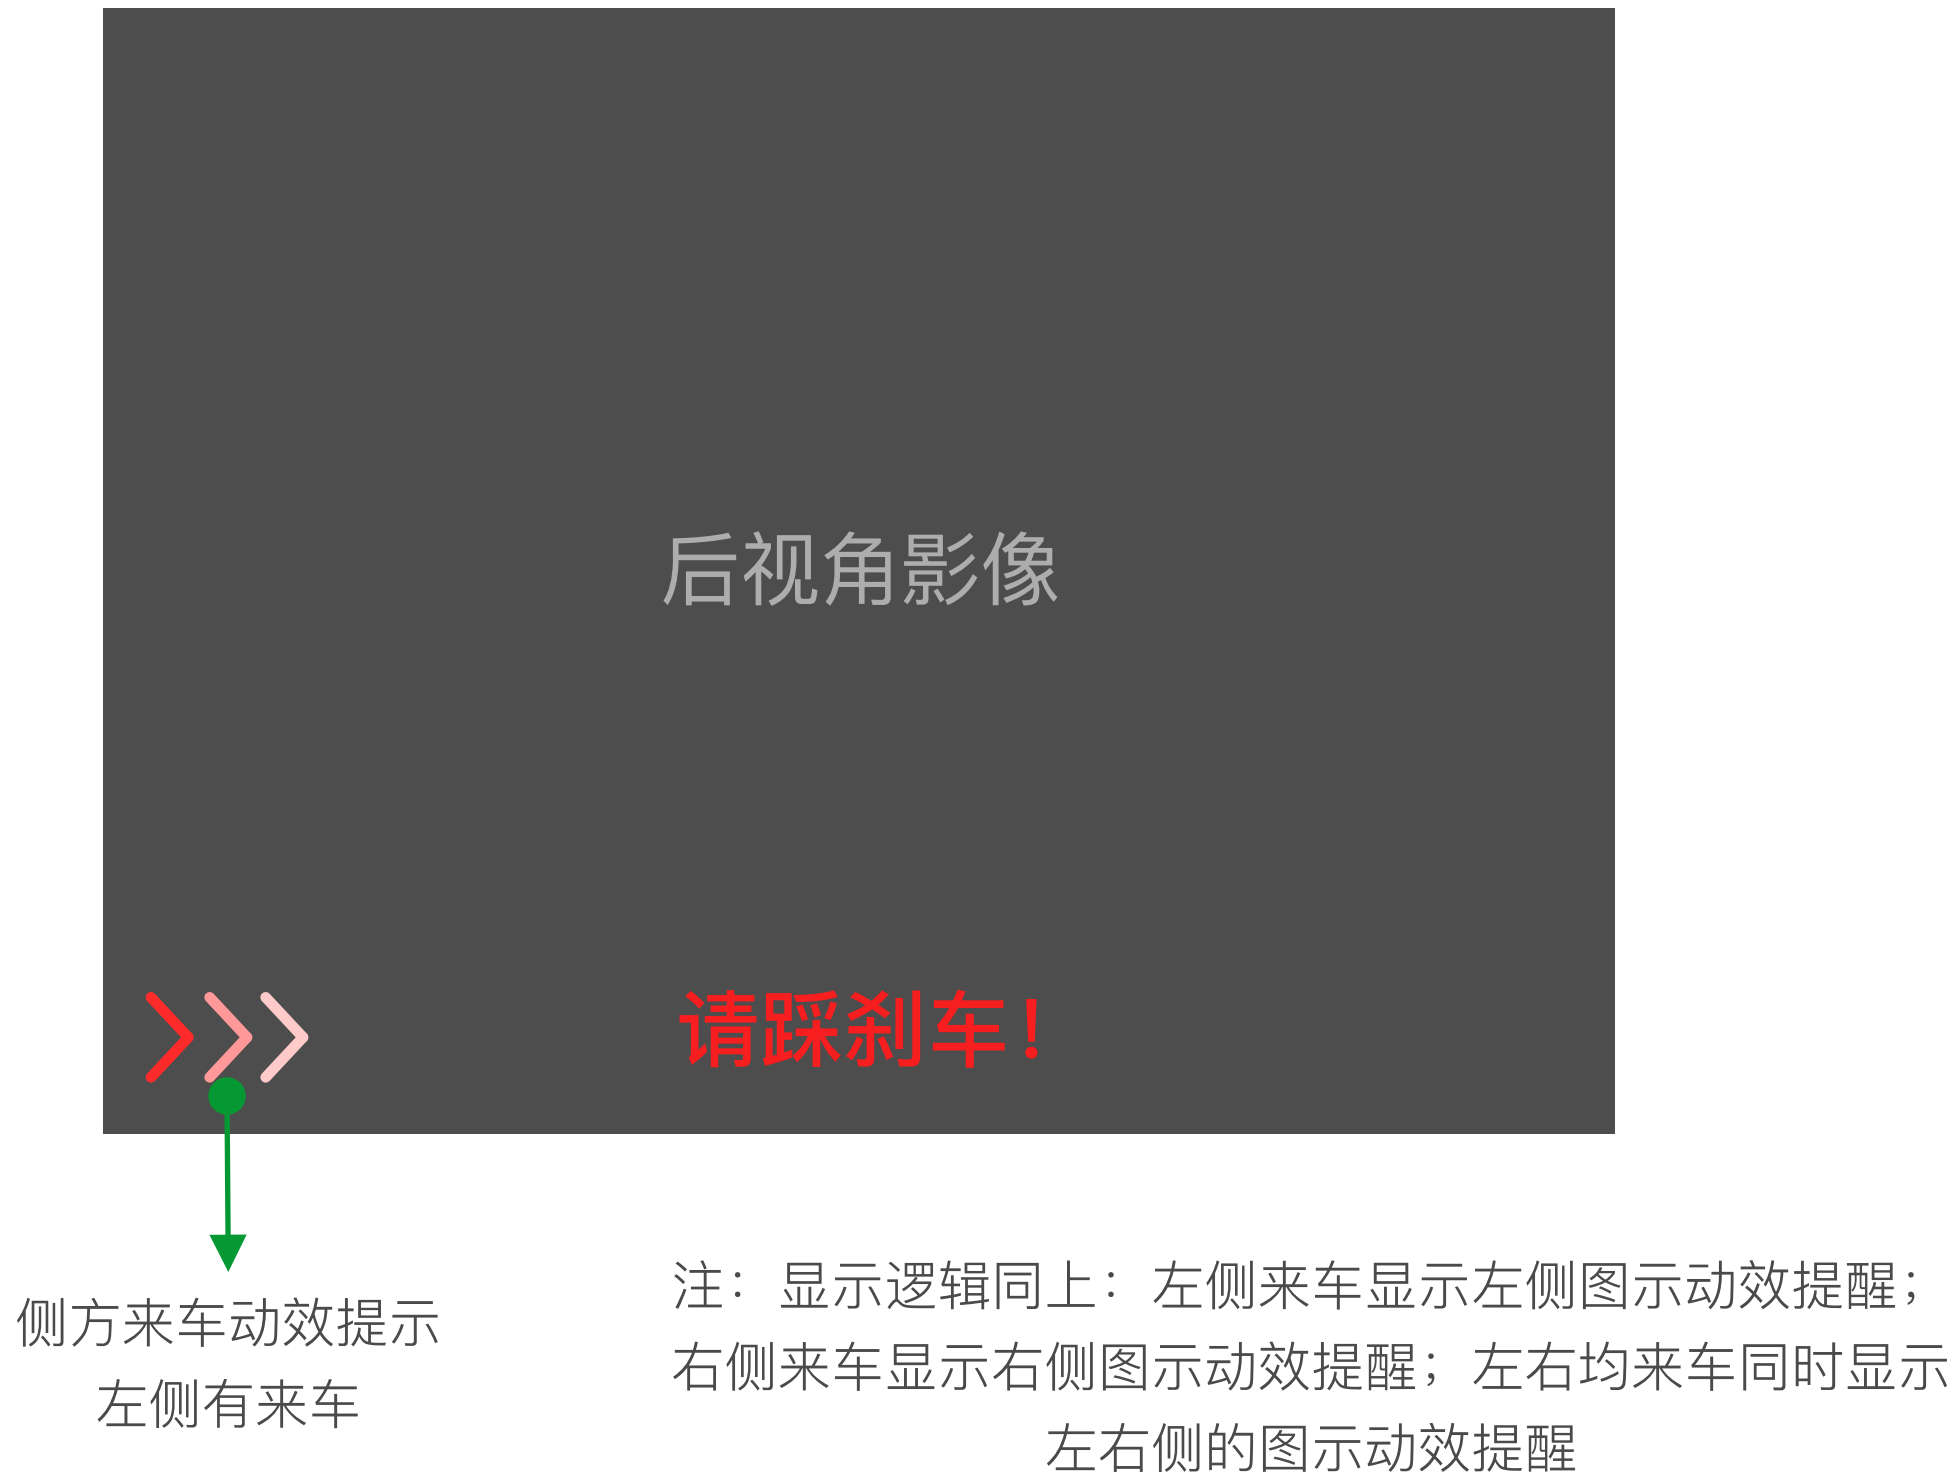 后视角影像
请踩刹车！
侧方来车动效提示
左侧有来车
注：显示逻辑同上：左侧来车显示左侧图示动效提醒；
右侧来车显示右侧图示动效提醒；左右均来车同时显示
左右侧的图示动效提醒